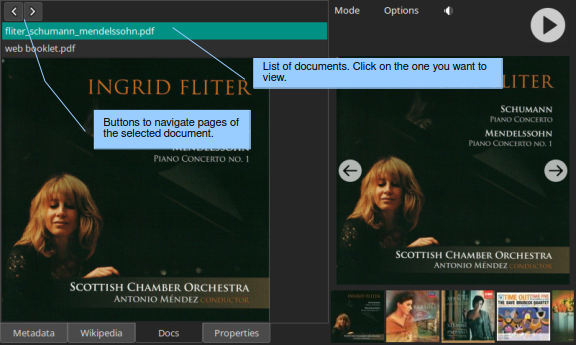 Mode
Options
fliter_schumann_mendelssohn.pdf
web booklet.pdf
List of documents. Click on the one you want to
view.
INGRID FLITER
Buttons to navigate pages of
the selected document.
MENDELSSOHN
PIANO CONCERTO NO. 1
SCOTTISH CHAMBER ORCHESTRA
ANTONIO MÉNDEZ CONDUCTOR
Metadata
Wikipedia
Docs
Properties
LITER
SCHUMANN
PIANO CONCERTO
MENDELSSOHN
PIANO CONCERTO NO. 1
SCOTTISH CHAMBER ORCHESTRA
ANTONIO MÉNDEZ CONDUCTOR
TIME OUT
THE DAVE BRUBECK QUARTET